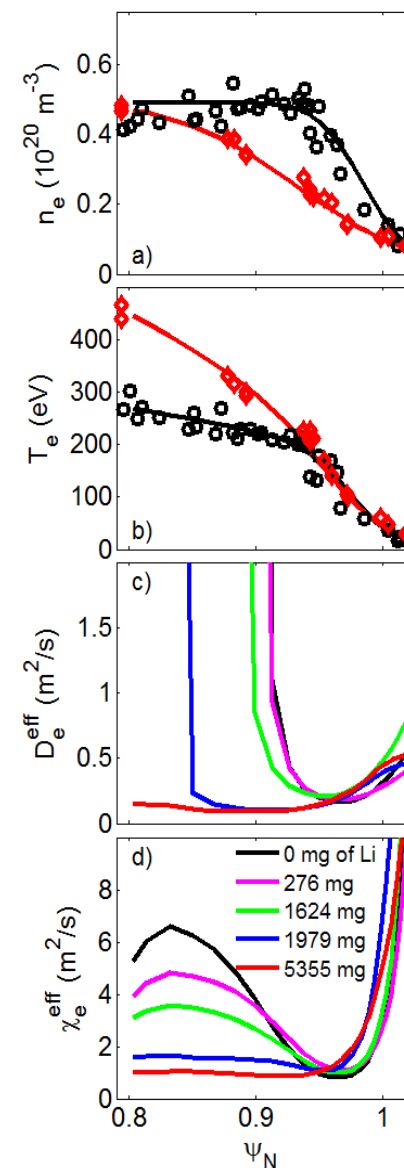 0.6
0.4
0.2
0
n_e (10^20 m^-3)
a)
400
300
200
100
0
T_e (eV)
b)
c)
1.5
1
0.5
0
D_e^eff (m^2/s)
d)
0 mg of Li
276 mg
1624 mg
1979 mg
5355 mg
8
6
4
2
0
χ_e^eff (m^2/s)
0.8 0.9 1
ψ_N